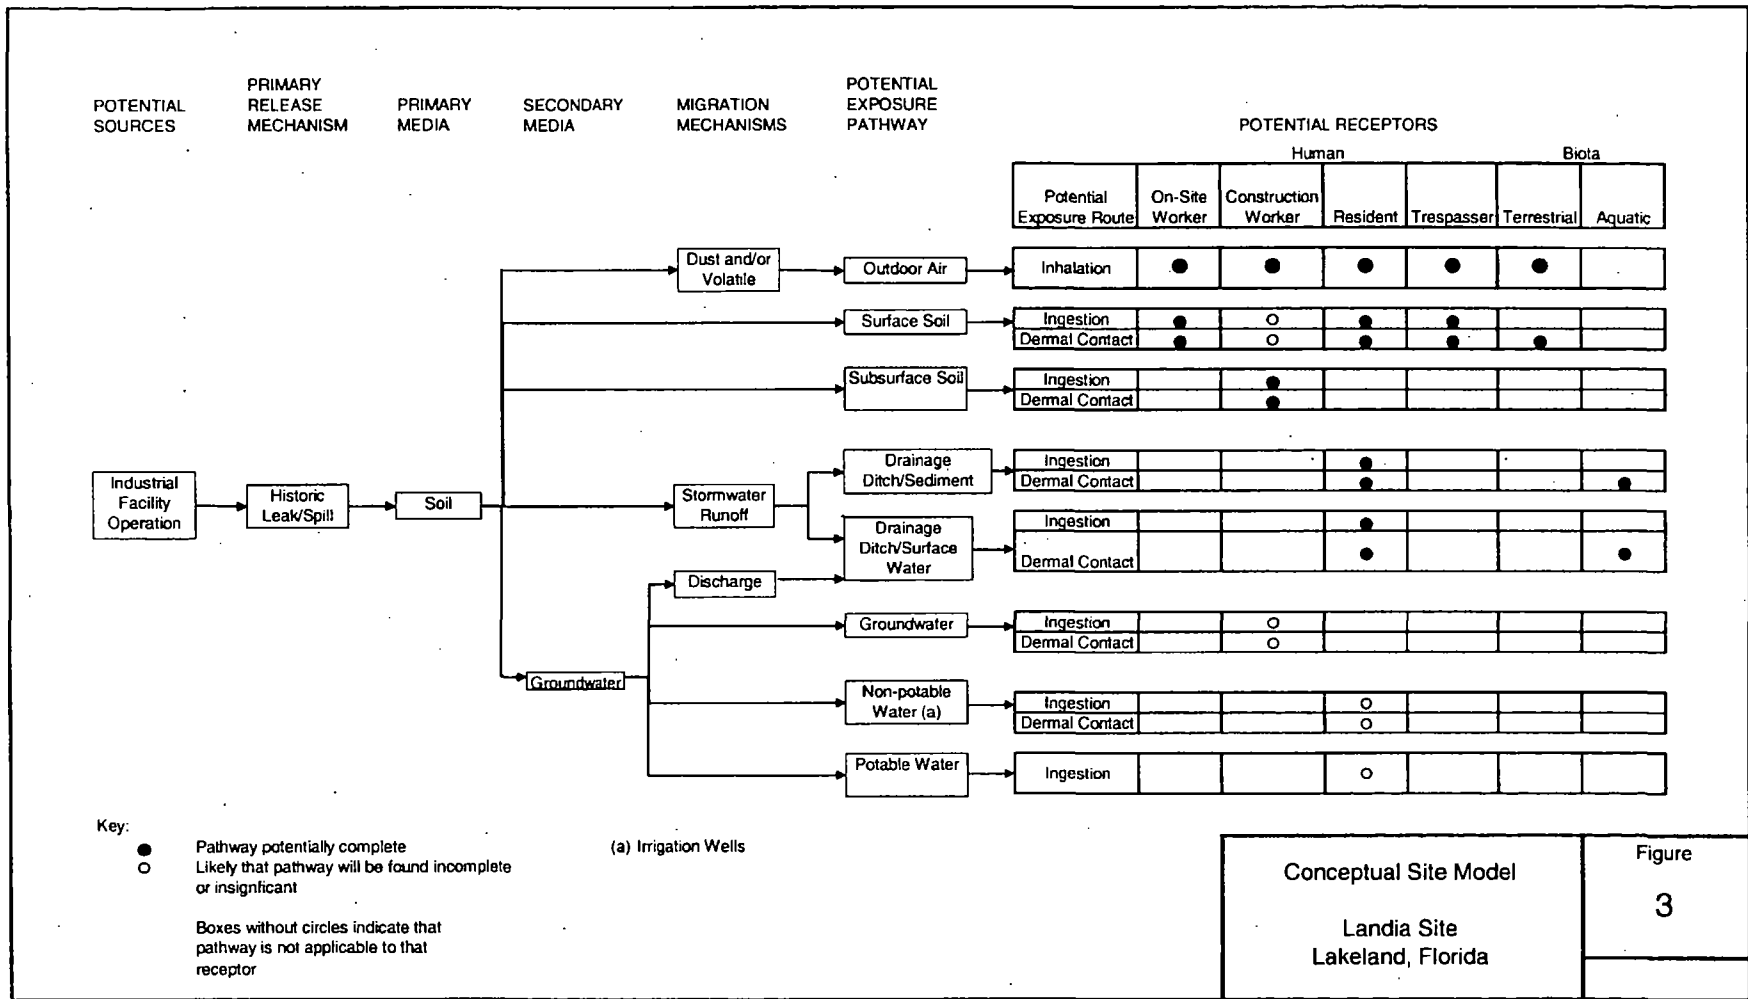 POTENTIAL
SOURCES
PRIMARY
RELEASE
MECHANISM
PRIMARY
MEDIA
SECONDARY
MEDIA
MIGRATION
MECHANISMS
POTENTIAL
EXPOSURE
PATHWAY
POTENTIAL RECEPTORS
Human
Biota
Potential
Exposure Route
On-Site
Worker
Construction
Worker
Resident
Trespasser
Terrestrial
Aquatic
Dust and/or
Volatile
Outdoor Air
Inhalation
Surface Soil
Ingestion
Dermal Contact
Subsurface Soil
Ingestion
Dermal Contact
Industrial
Facility
Operation
Historic
Leak/Spill
Soil
Stormwater
Runoff
Drainage
Ditch/Sediment
Ingestion
Dermal Contact
Drainage
Ditch/Surface
Water
Ingestion
Dermal Contact
Discharge
Groundwater
Ingestion
Dermal Contact
Groundwater
Non-potable
Water (a)
Ingestion
Dermal Contact
Potable Water
Ingestion
Key:
Pathway potentially complete
Likely that pathway will be found incomplete
or insignficant
Boxes without circles indicate that
pathway is not applicable to that
receptor
(a) Irrigation Wells
Conceptual Site Model
Landia Site
Lakeland, Florida
Figure
3